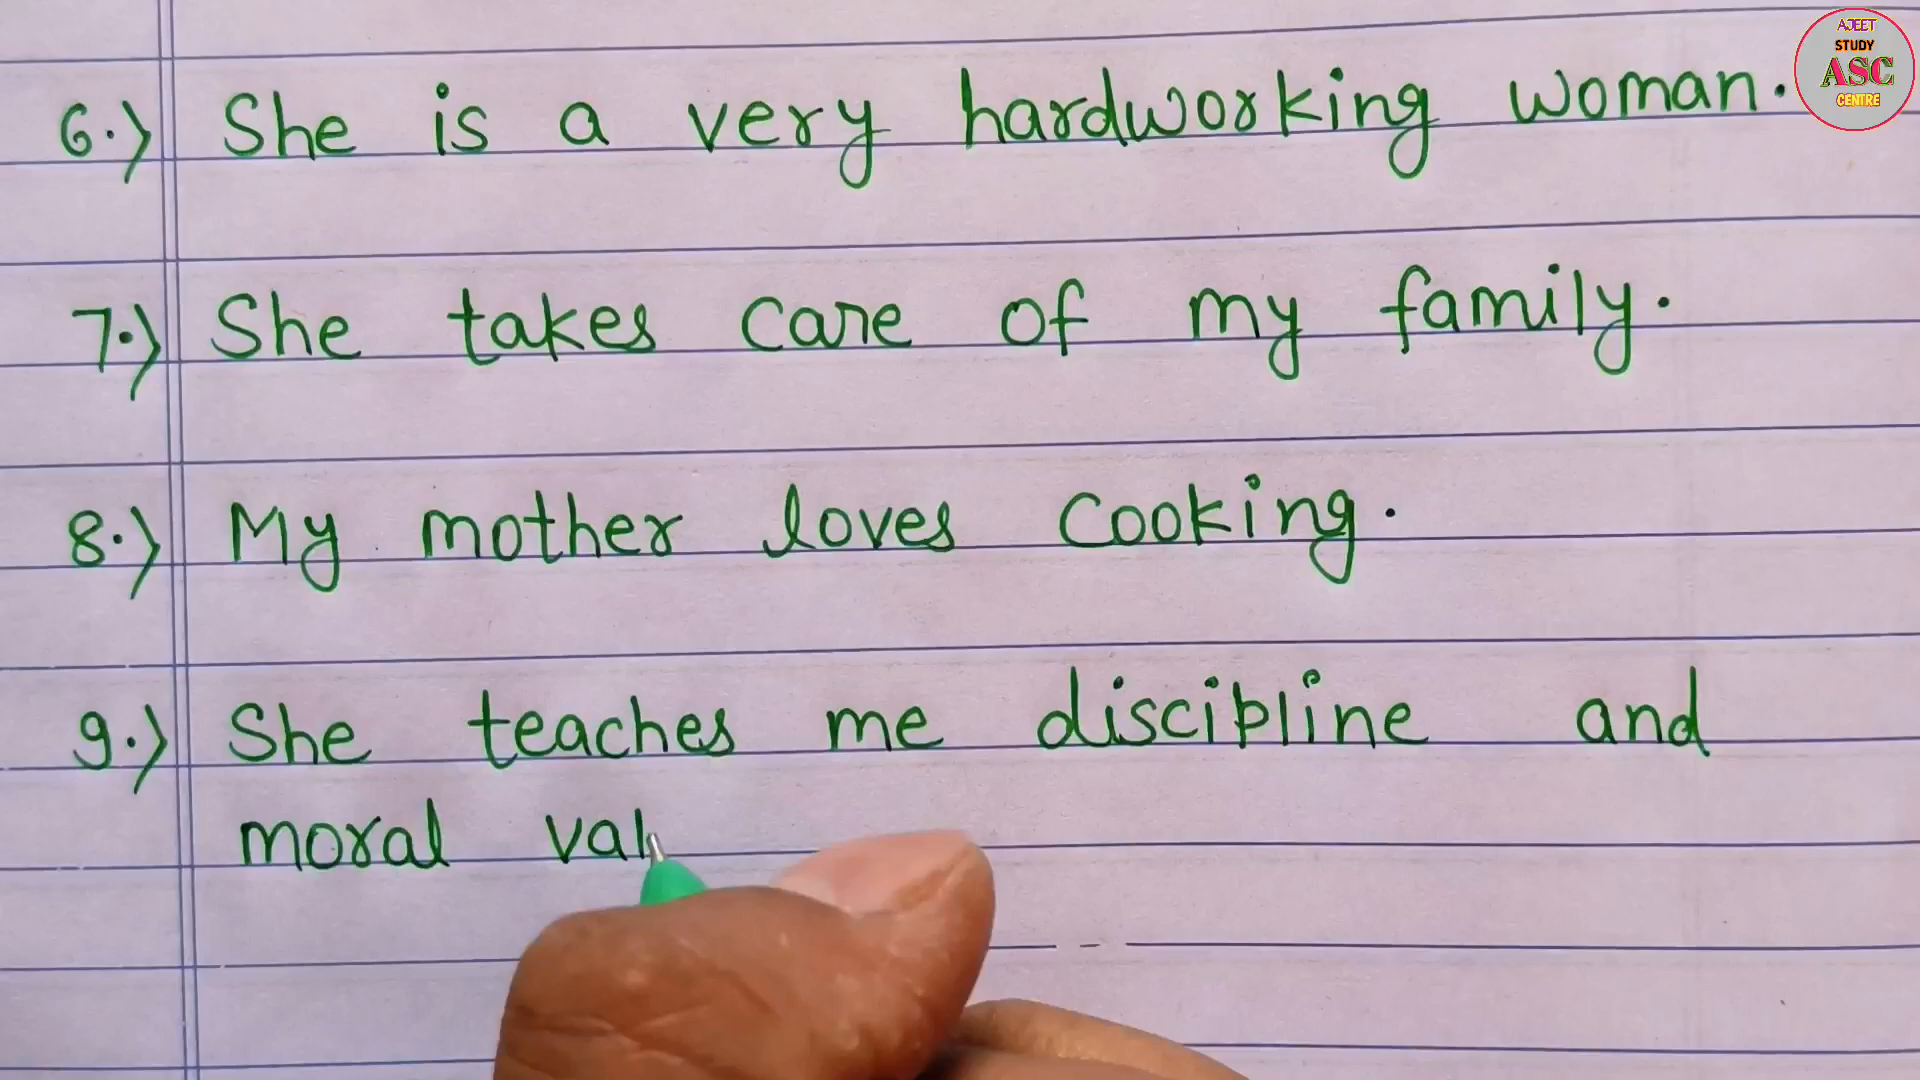 6.) She is a very hardworking woman.
7.) She takes care of my family.
8.) My mother loves cooking.
9.) She teaches me discipline and
moral val
AJEET
STUDY
ASC
CENTRE